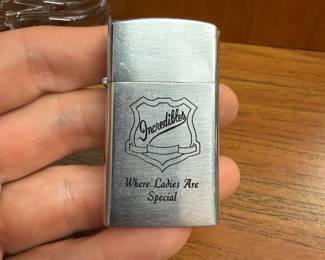 Incredibles
Where Ladies Are
Special